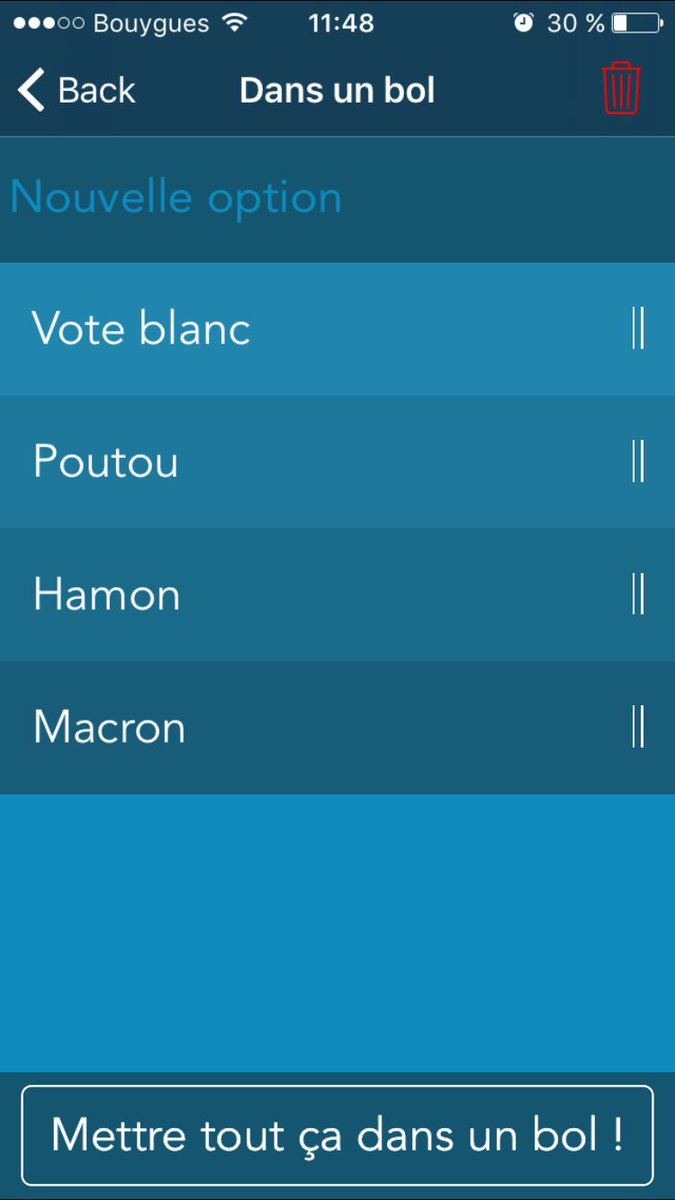 Bouygues 11:48 30 %
Back Dans un bol
Nouvelle option
Vote blanc
Poutou
Hamon
Macron
Mettre tout ça dans un bol !